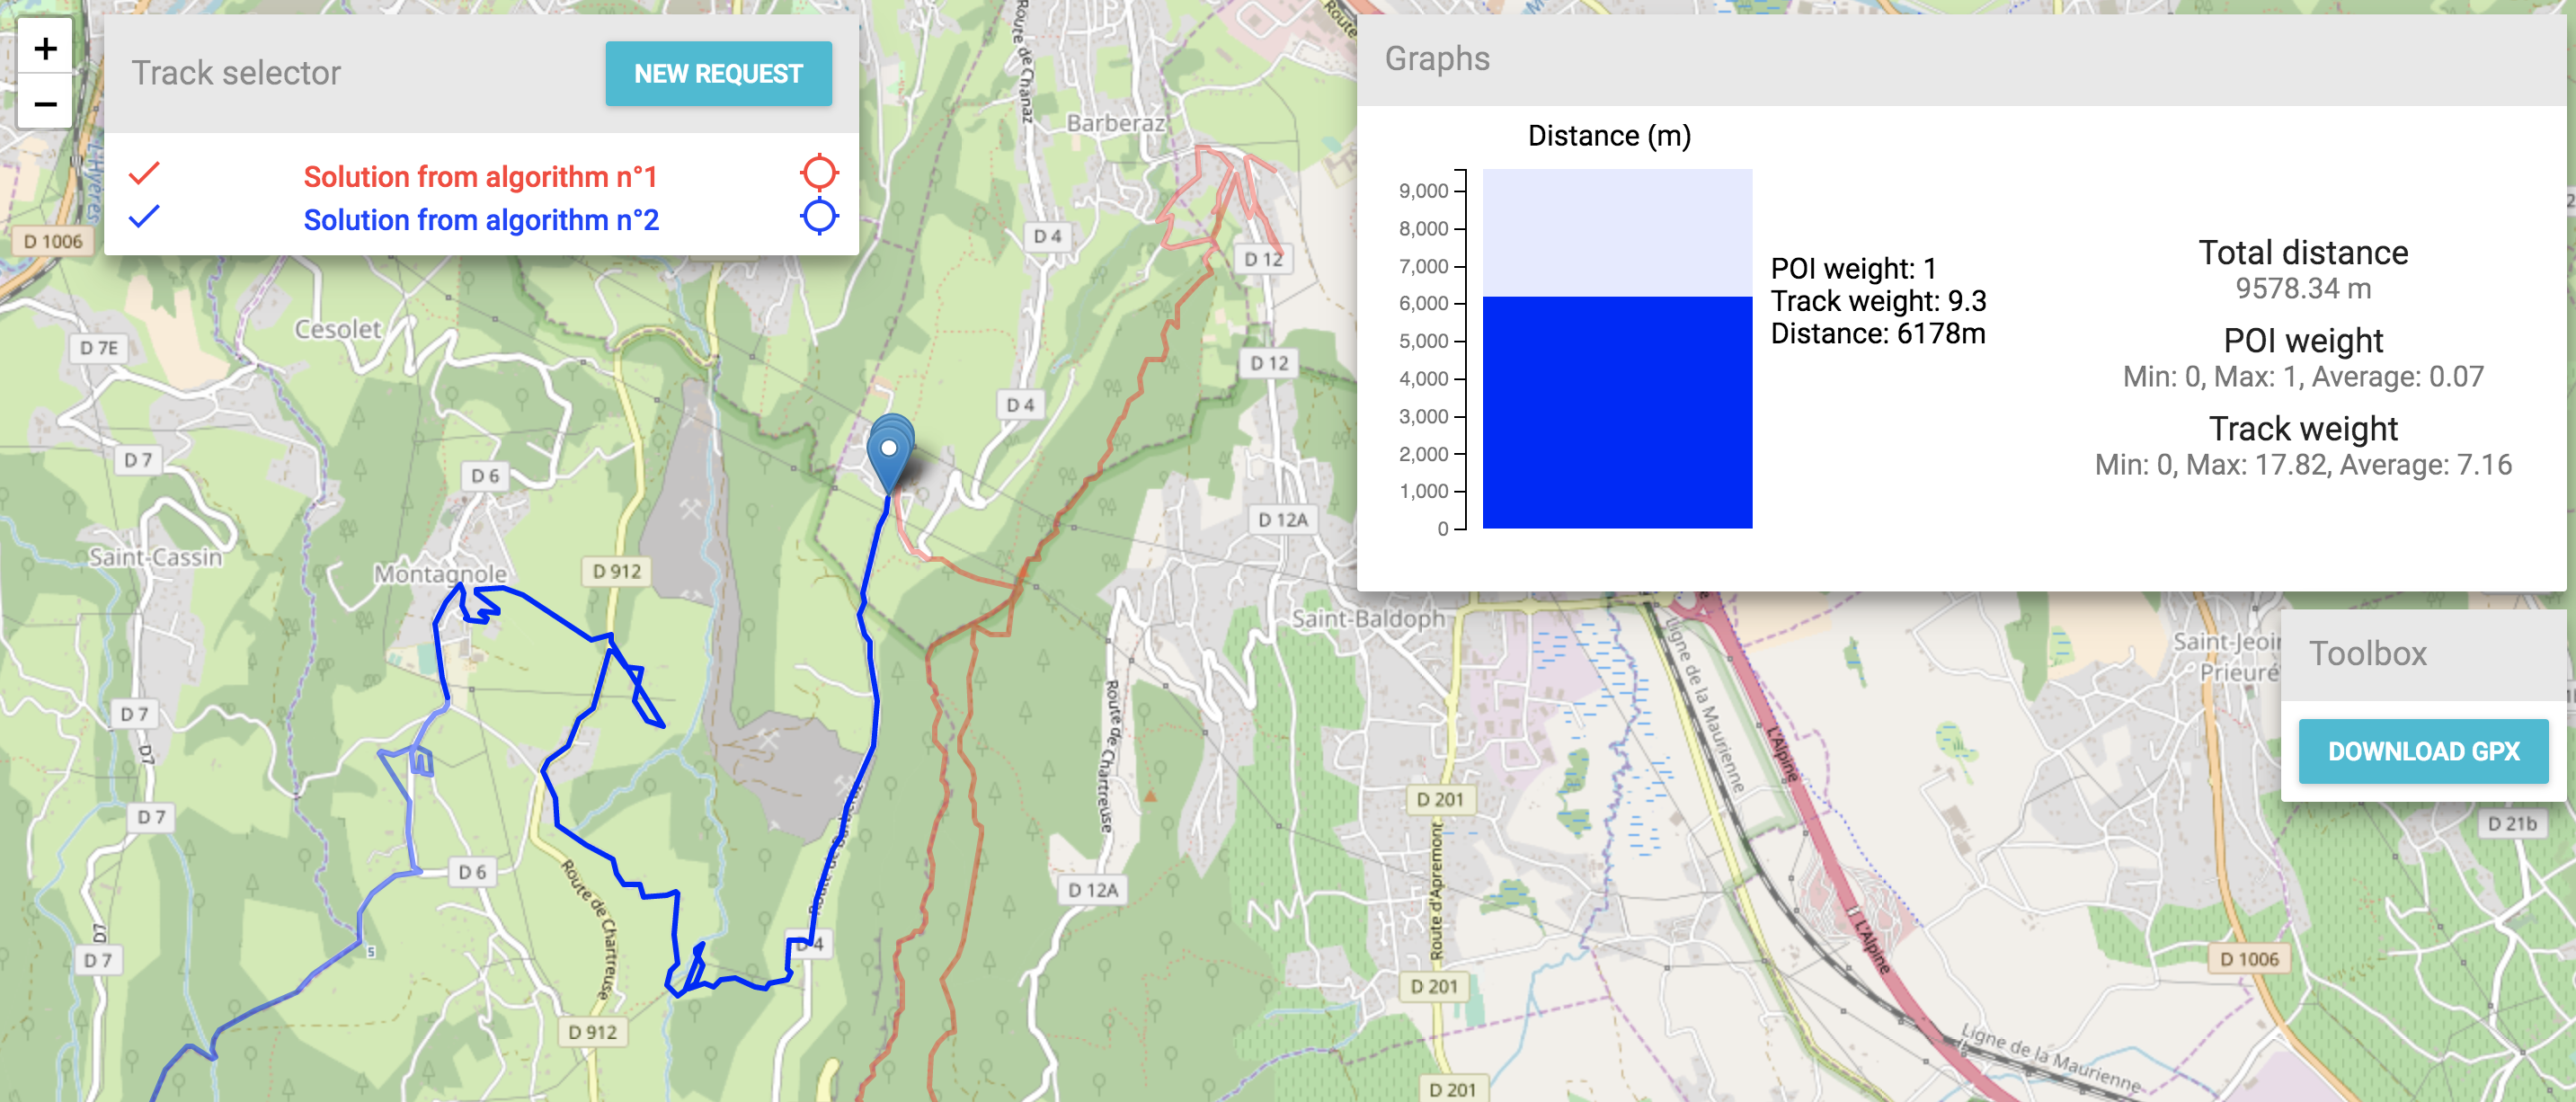 +
−
Track selector
NEW REQUEST
Solution from algorithm n°1
Solution from algorithm n°2
Graphs
Distance (m)
9,000
8,000
7,000
6,000
5,000
4,000
3,000
2,000
1,000
0
POI weight: 1
Track weight: 9.3
Distance: 6178m
Total distance
9578.34 m
POI weight
Min: 0, Max: 1, Average: 0.07
Track weight
Min: 0, Max: 17.82, Average: 7.16
Toolbox
DOWNLOAD GPX
Route de Chanaz
Route
L'Hyères
Barberaz
D 1006
D 4
D 12
Cesolet
D 7E
D 12
D 4
D 7
D 6
D 12A
Saint-Cassin
Montagnole
D 912
Saint-Baldoph
Ligne de la Maurienne
Saint-Jeoir
Prieuré
D 7
D7
Route de Chartreuse
L'Alpine
D 7
D 201
D 21b
D 6
Route de Chartreuse
D 12A
Route d'Apremont
D7
D 7
5
D 4
L'Alpine
D 1006
D 201
D 912
Ligne de la Maurienne
D 201